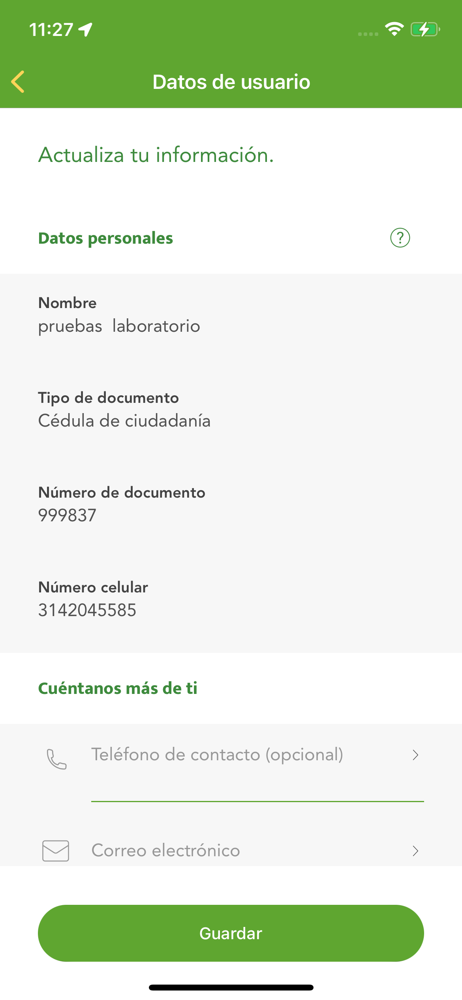 11:27
Datos de usuario
Actualiza tu información.
Datos personales
?
Nombre
pruebas  laboratorio
Tipo de documento
Cédula de ciudadanía
Número de documento
999837
Número celular
3142045585
Cuéntanos más de ti
Teléfono de contacto (opcional)
Correo electrónico
Guardar